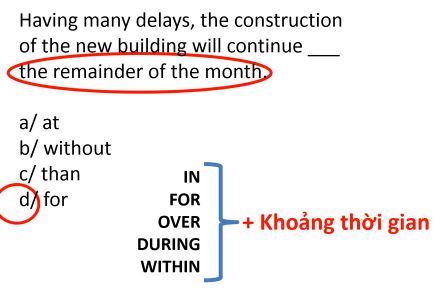 Having many delays, the construction
of the new building will continue ___
the remainder of the month.
a/ at
b/ without
c/ than
d/ for
IN
FOR
OVER
DURING
WITHIN
+ Khoảng thời gian